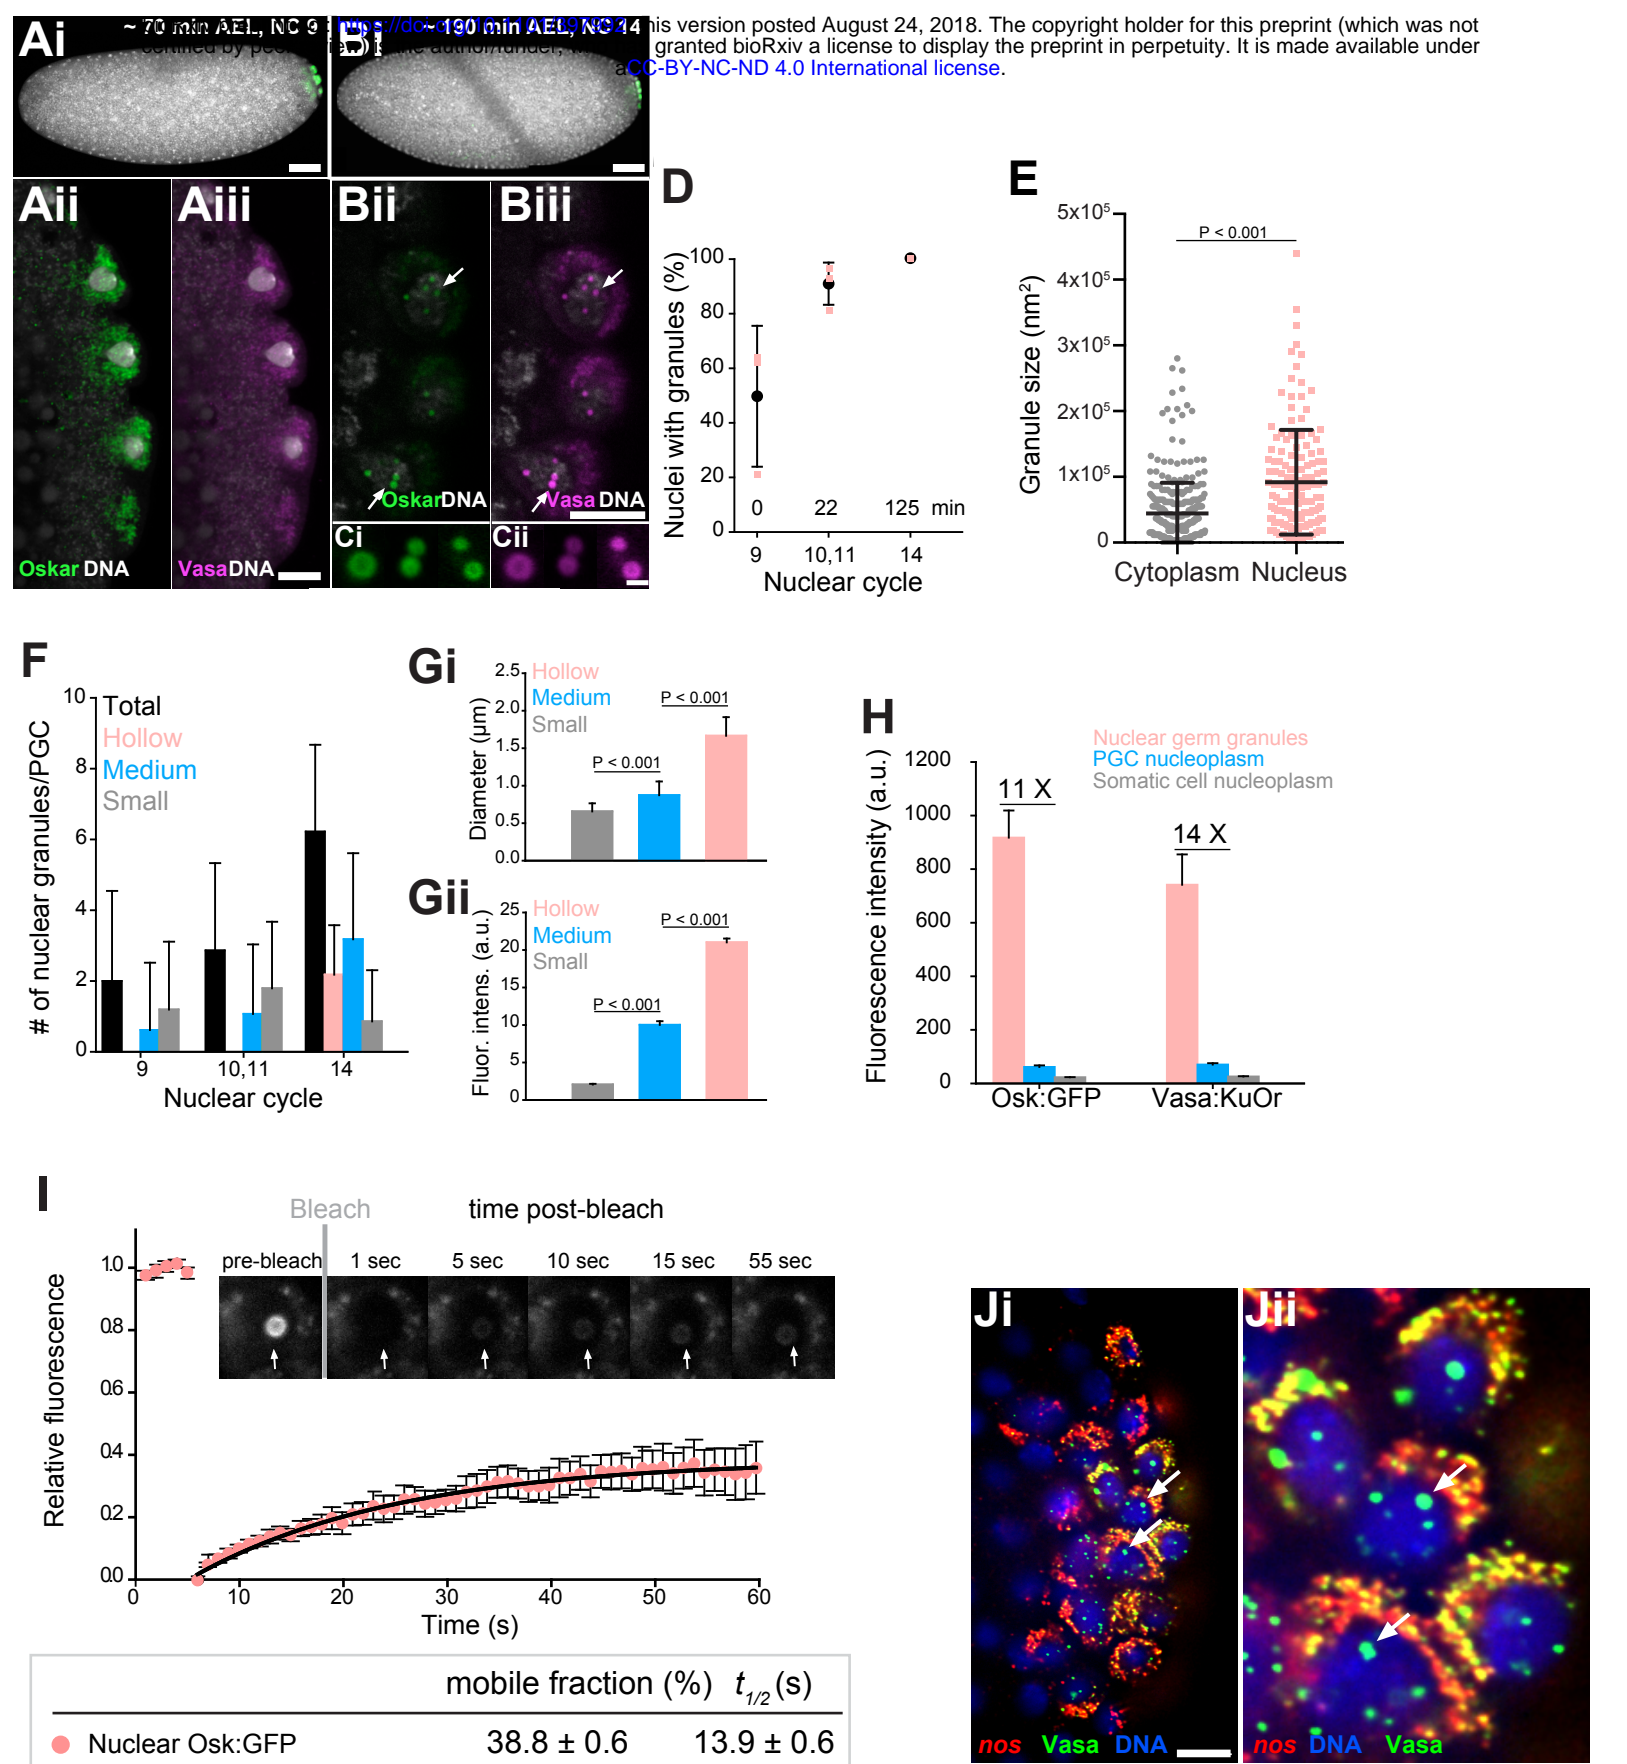 https://doi.org/10.1101/397992
his version posted August 24, 2018. The copyright holder for this preprint (which was not
granted bioRxiv a license to display the preprint in perpetuity. It is made available under
aCC-BY-NC-ND 4.0 International license.
Ai
~ 70 min AEL, NC 9
Bi
~ 190 min AEL, NC 14
Aii
Aiii
Bii
Biii
Oskar DNA
Vasa DNA
Oskar DNA
Vasa DNA
Ci
Cii
D
Nuclei with granules (%)
100
80
60
40
20
0
0 22 125 min
9 10,11 14
Nuclear cycle
E
Granule size (nm²)
5x10⁵
4x10⁵
3x10⁵
2x10⁵
1x10⁵
0
P < 0.001
Cytoplasm Nucleus
F
# of nuclear granules/PGC
10
8
6
4
2
0
Total
Hollow
Medium
Small
9 10,11 14
Nuclear cycle
Gi
Diameter (µm)
2.5
2.0
1.5
1.0
0.5
0.0
Hollow
Medium
Small
P < 0.001
P < 0.001
Gii
Fluor. intens. (a.u.)
25
20
15
10
5
0
Hollow
Medium
Small
P < 0.001
P < 0.001
H
Fluorescence intensity (a.u.)
1200
1000
800
600
400
200
0
Nuclear germ granules
PGC nucleoplasm
Somatic cell nucleoplasm
11 X
14 X
Osk:GFP Vasa:KuOr
I
Bleach
time post-bleach
pre-bleach 1 sec 5 sec 10 sec 15 sec 55 sec
Relative fluorescence
1.0
0.8
0.6
0.4
0.2
0.0
0 10 20 30 40 50 60
Time (s)
mobile fraction (%) t1/2 (s)
Nuclear Osk:GFP 38.8 ± 0.6 13.9 ± 0.6
Ji
nos Vasa DNA
Jii
nos DNA Vasa